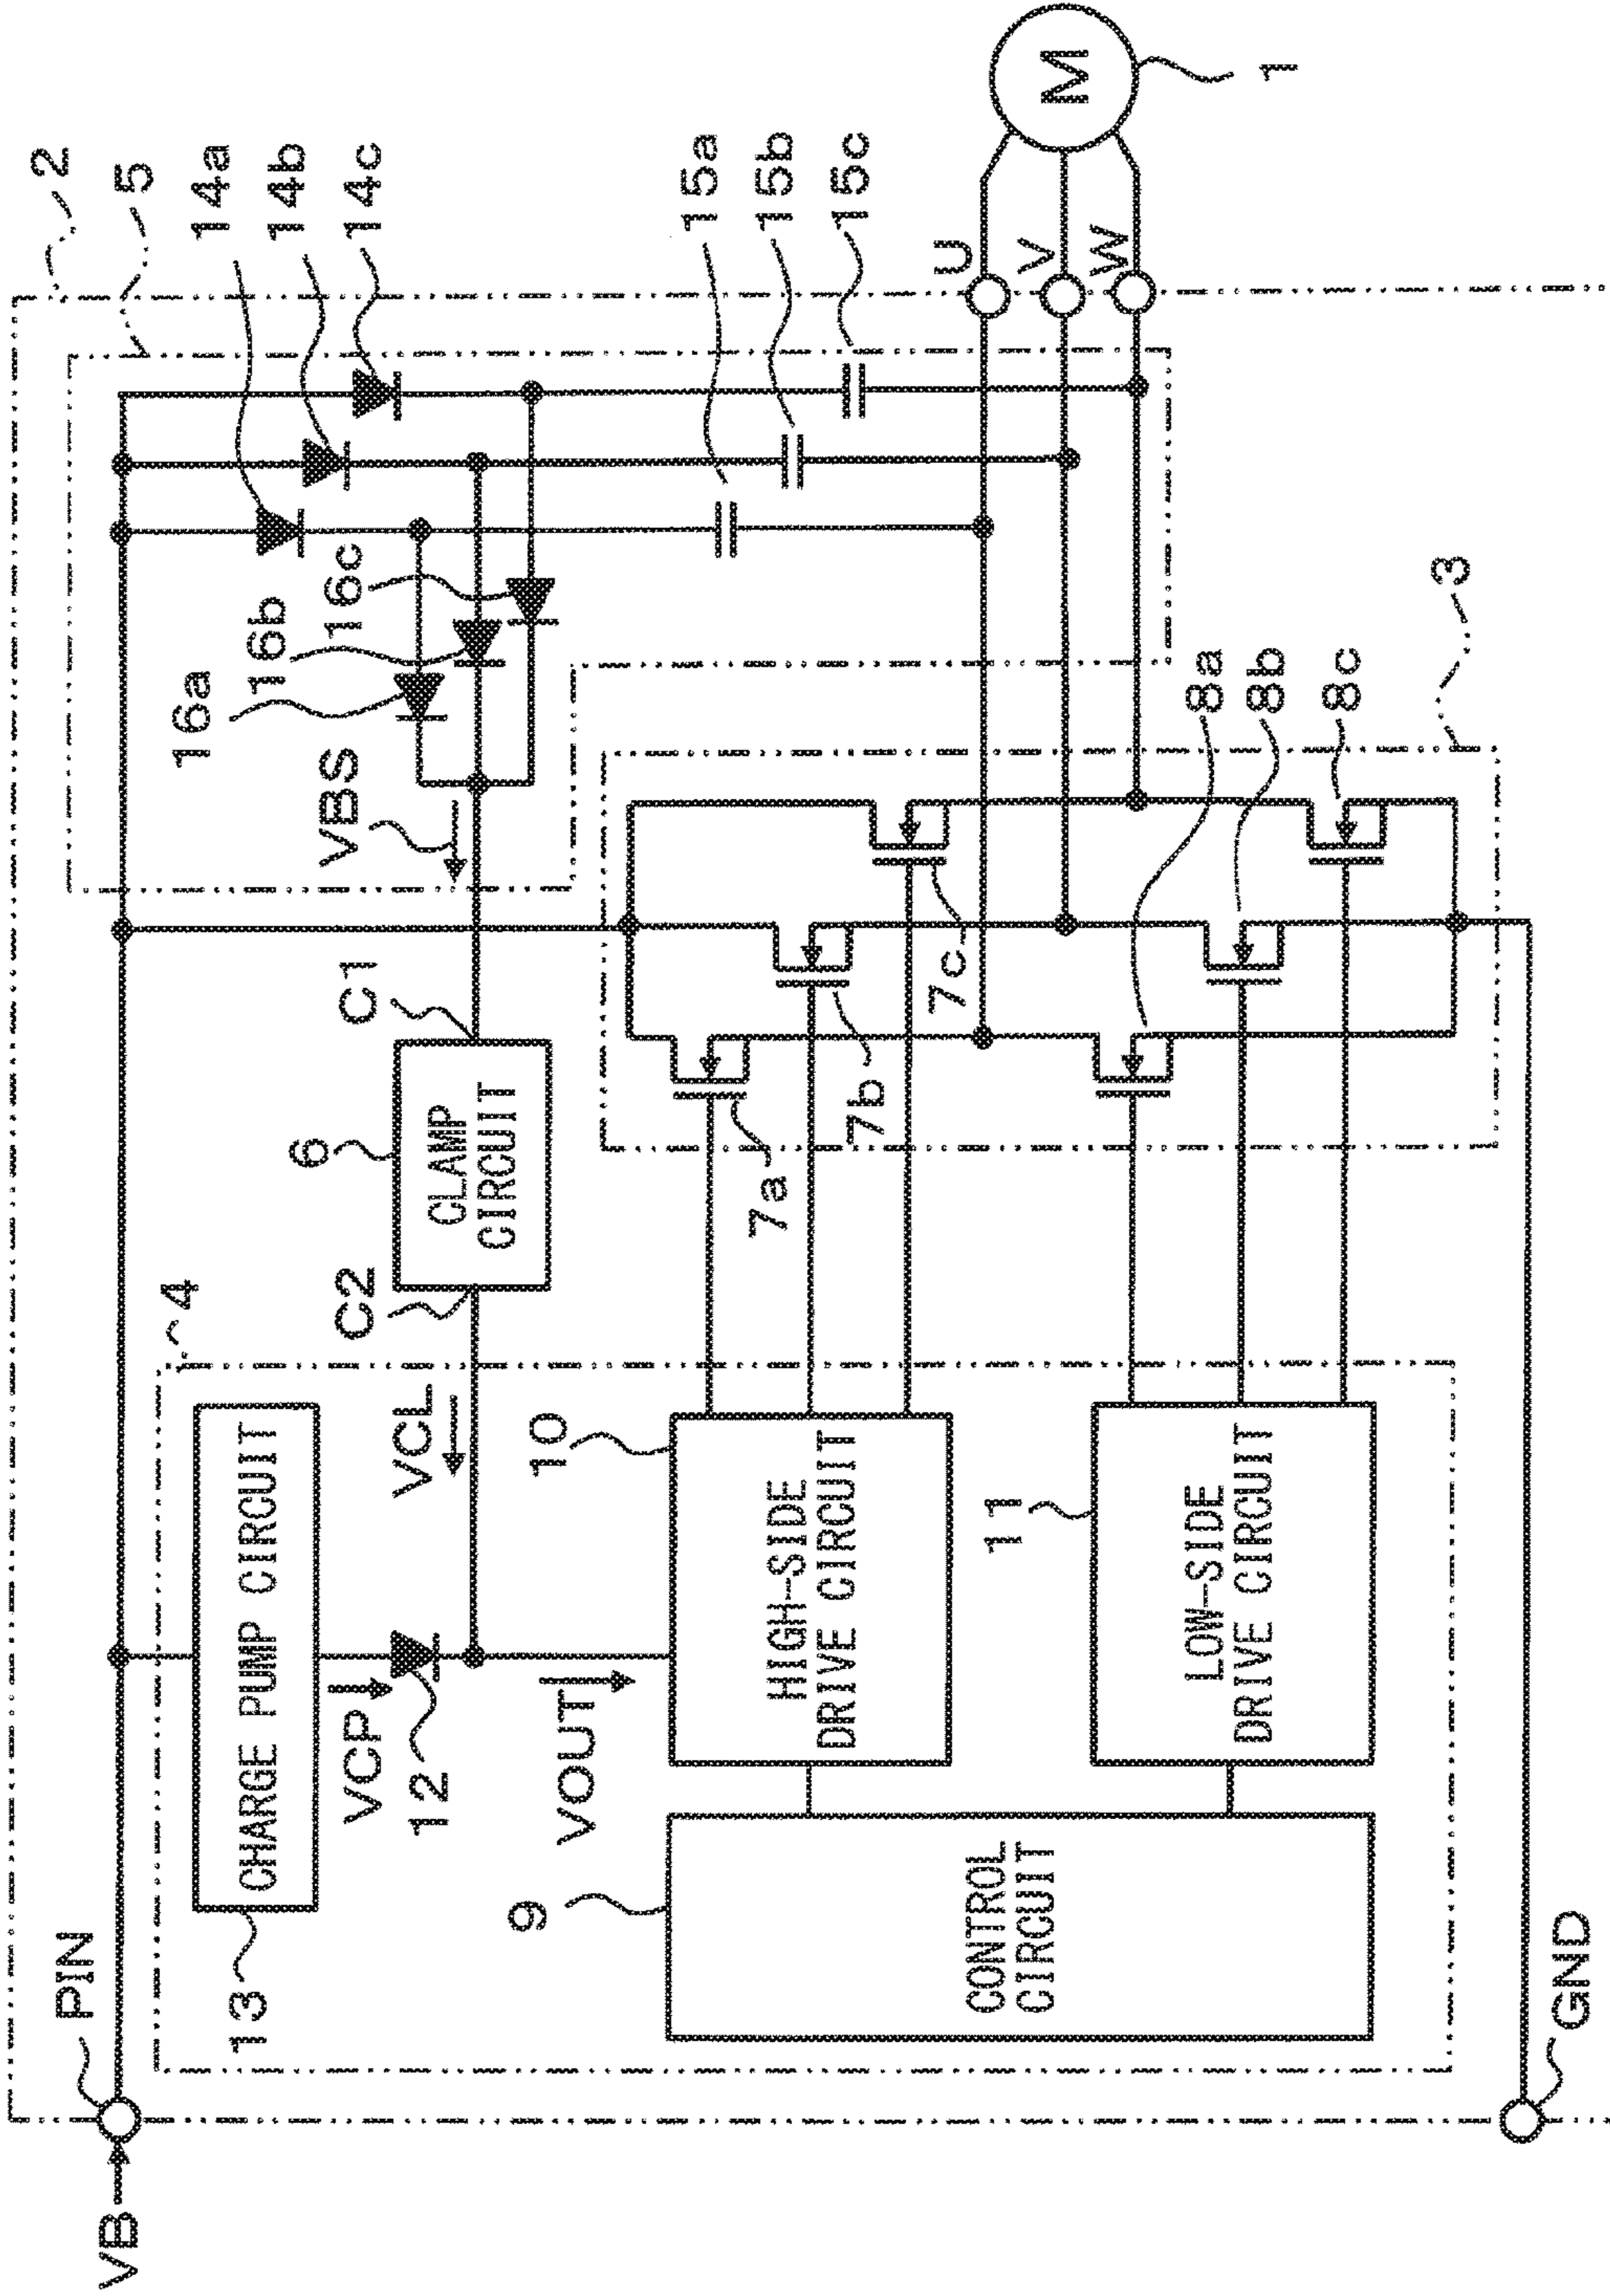 2
5
14a
14b
14c
15a
15b
15c
U
V
W
M
1
16a
16b
16c
VBS
3
8a
8b
8c
C1
6
CLAMP
CIRCUIT
C2
7a
7b
7c
4
CHARGE PUMP CIRCUIT
13
VCL
VCP
12
VOUT
10
HIGH-SIDE
DRIVE CIRCUIT
11
LOW-SIDE
DRIVE CIRCUIT
9
CONTROL
CIRCUIT
PIN
VB
GND